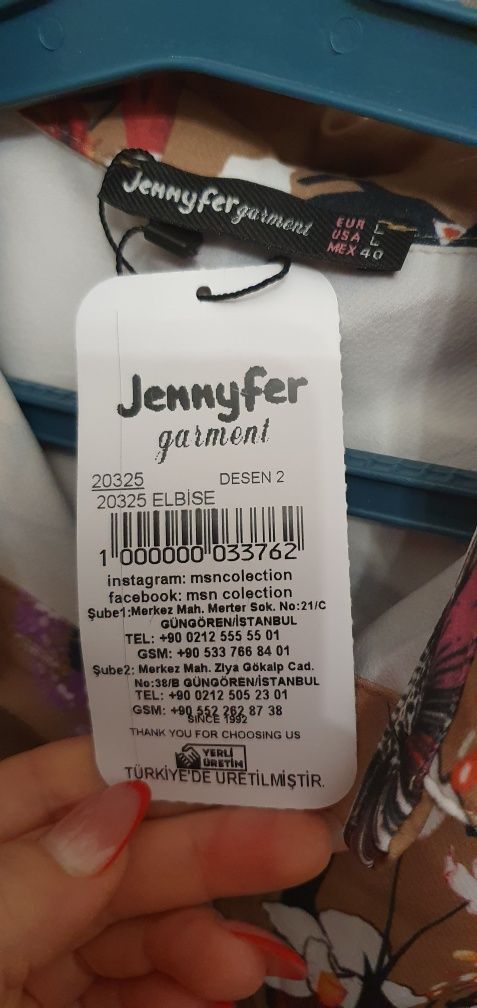 Jennyfer garment
EUR L
USA L
MEX 40
Jennyfer
garment
20325 DESEN 2
20325 ELBİSE
1 000000 033762
instagram: msncolection
facebook: msn colection
Şube1:Merkez Mah. Merter Sok. No:21/C
GÜNGÖREN/İSTANBUL
TEL: +90 0212 555 55 01
GSM: +90 533 766 84 01
Şube2: Merkez Mah. Ziya Gökalp Cad.
No:38/B GÜNGÖREN/İSTANBUL
TEL: +90 0212 505 23 01
GSM: +90 552 262 87 38
SINCE 1992
THANK YOU FOR CHOOSING US
YERLİ
ÜRETİM
TÜRKİYE'DE ÜRETİLMİŞTİR.